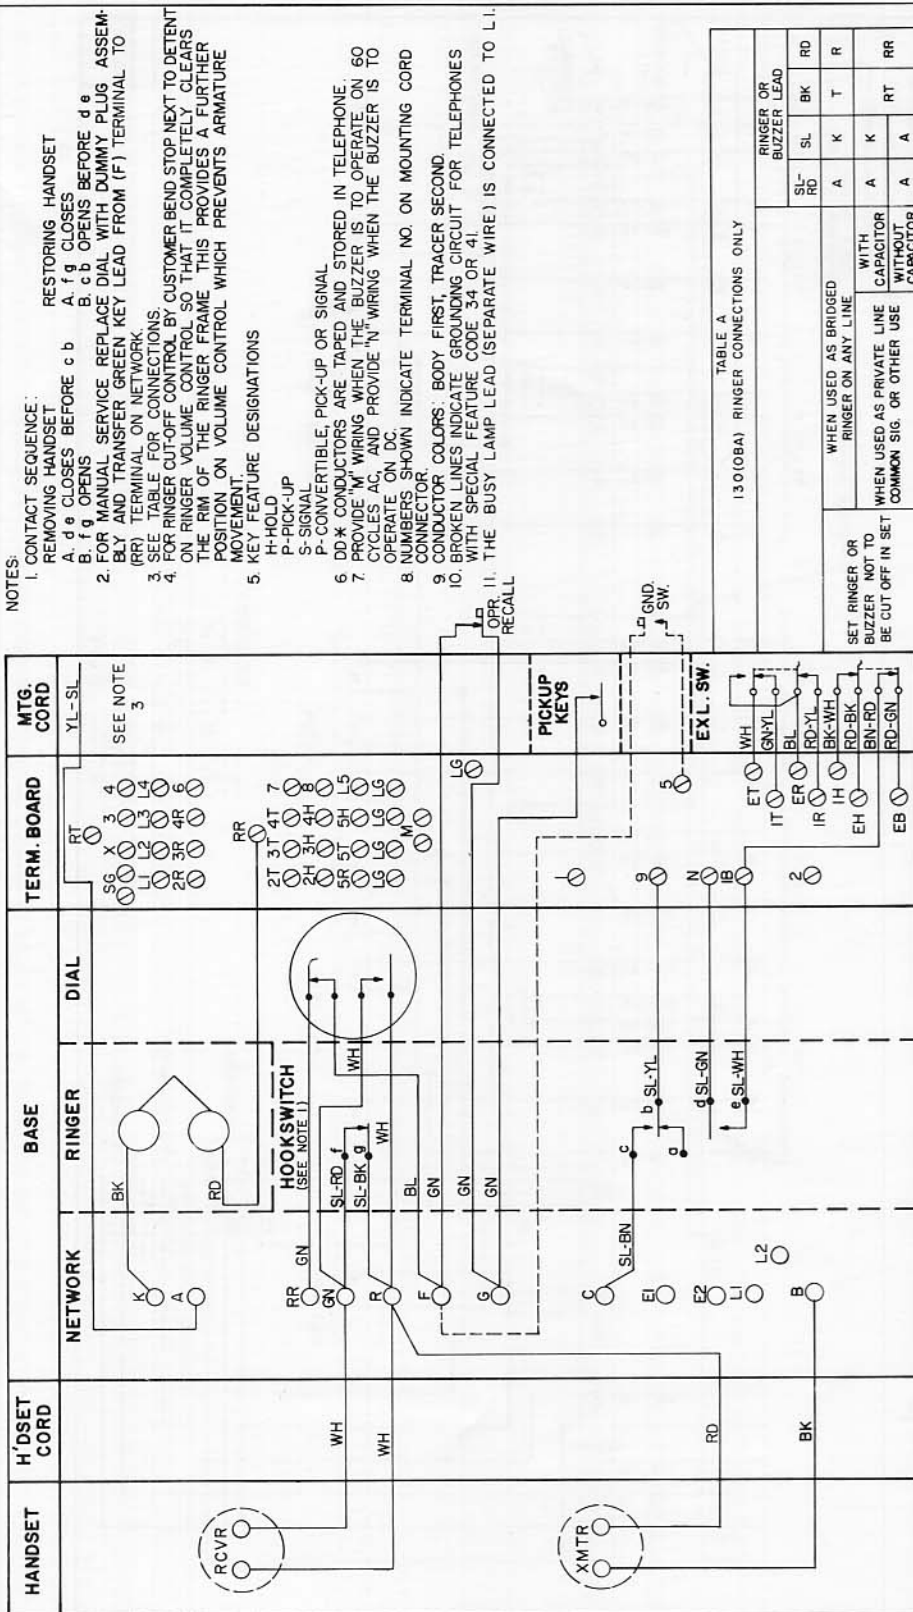 NOTES:
1. CONTACT SEQUENCE:
REMOVING HANDSET RESTORING HANDSET
A. d e CLOSES BEFORE c b A. f g CLOSES
B. f g OPENS B. c b OPENS BEFORE d e
2. FOR MANUAL SERVICE REPLACE DIAL WITH DUMMY PLUG ASSEM-
BLY AND TRANSFER GREEN KEY LEAD FROM (F) TERMINAL TO
(RR) TERMINAL ON NETWORK.
3. SEE TABLE FOR CONNECTIONS.
4. FOR RINGER CUT-OFF CONTROL BY CUSTOMER BEND STOP NEXT TO DETENT
ON RINGER VOLUME CONTROL SO THAT IT COMPLETELY CLEARS
THE RIM OF THE RINGER FRAME THIS PROVIDES A FURTHER
POSITION ON VOLUME CONTROL WHICH PREVENTS ARMATURE
MOVEMENT.
5. KEY FEATURE DESIGNATIONS
H-HOLD
P-PICK-UP
S-SIGNAL
P-CONVERTIBLE, PICK-UP OR SIGNAL
6. DD* CONDUCTORS ARE TAPED AND STORED IN TELEPHONE.
7. PROVIDE "M" WIRING WHEN THE BUZZER IS TO OPERATE ON 60
CYCLES AC, AND PROVIDE "N" WIRING WHEN THE BUZZER IS TO
OPERATE ON DC.
8. NUMBERS SHOWN INDICATE TERMINAL NO. ON MOUNTING CORD
CONNECTOR.
9. CONDUCTOR COLORS: BODY FIRST, TRACER SECOND.
10. BROKEN LINES INDICATE GROUNDING CIRCUIT FOR TELEPHONES
WITH SPECIAL FEATURE CODE 34 OR 41.
11. THE BUSY LAMP LEAD (SEPARATE WIRE) IS CONNECTED TO L1.
TABLE A
130(0BA) RINGER CONNECTIONS ONLY
RINGER OR
BUZZER LEAD
SL-RD SL BK RD
SET RINGER OR
BUZZER NOT TO
BE CUT OFF IN SET
WHEN USED AS BRIDGED
RINGER ON ANY LINE
A K T R
WHEN USED AS PRIVATE LINE
COMMON SIG. OR OTHER USE
WITH
CAPACITOR
A K RT RR
WITHOUT
CAPACITOR
A A
HANDSET
H'DSET
CORD
BASE
NETWORK
RINGER
DIAL
TERM. BOARD
MTG.
CORD
YL-SL
SEE NOTE
3
RT
SG X 3 4
L1 L2 L3 L4
2R 3R 4R 6
RR
2T 3T 4T 7
2H 3H 4H 8
5R 5T 5H L5
LG LG LG LG
M
K
A
BK
RD
HOOKSWITCH
(SEE NOTE 1)
RR GN
GN SL-RD f
SL-BK g
WH
R WH
BL
F GN
GN
G GN
LG
OPR.
RECALL
RCVR
WH
WH
PICKUP
KEYS
1
GND.
SW.
5
C SL-BN c
b SL-YL 9
a
d SL-GN N
e SL-WH IB
E1
E2
L1
L2
B
2
XMTR
RD
BK
EXL. SW.
ET WH
IT GN-YL
ER BL
IR RD-YL
IH BK-WH
EH RD-BK
BN-RD
EB RD-GN